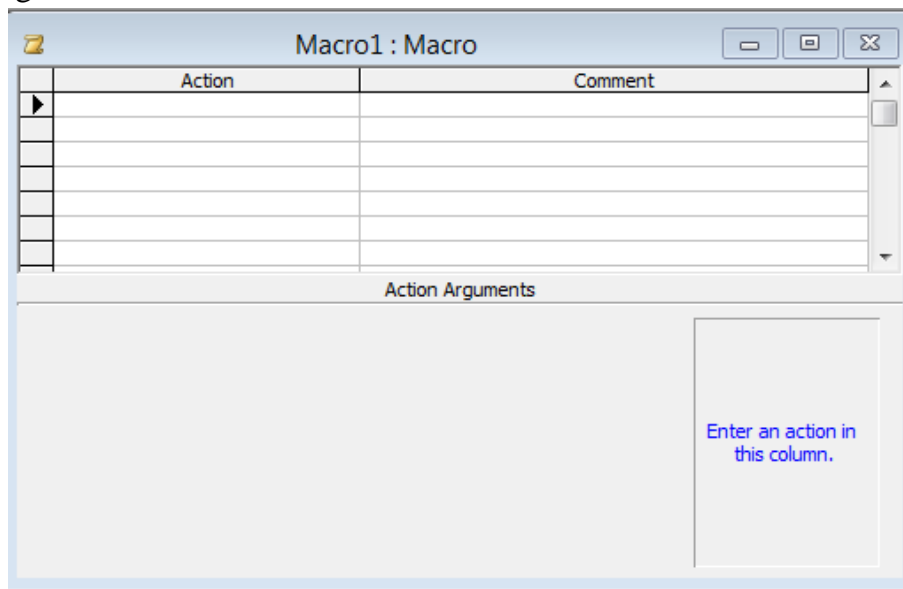 Macro1 : Macro
Action Comment
Action Arguments
Enter an action in
this column.